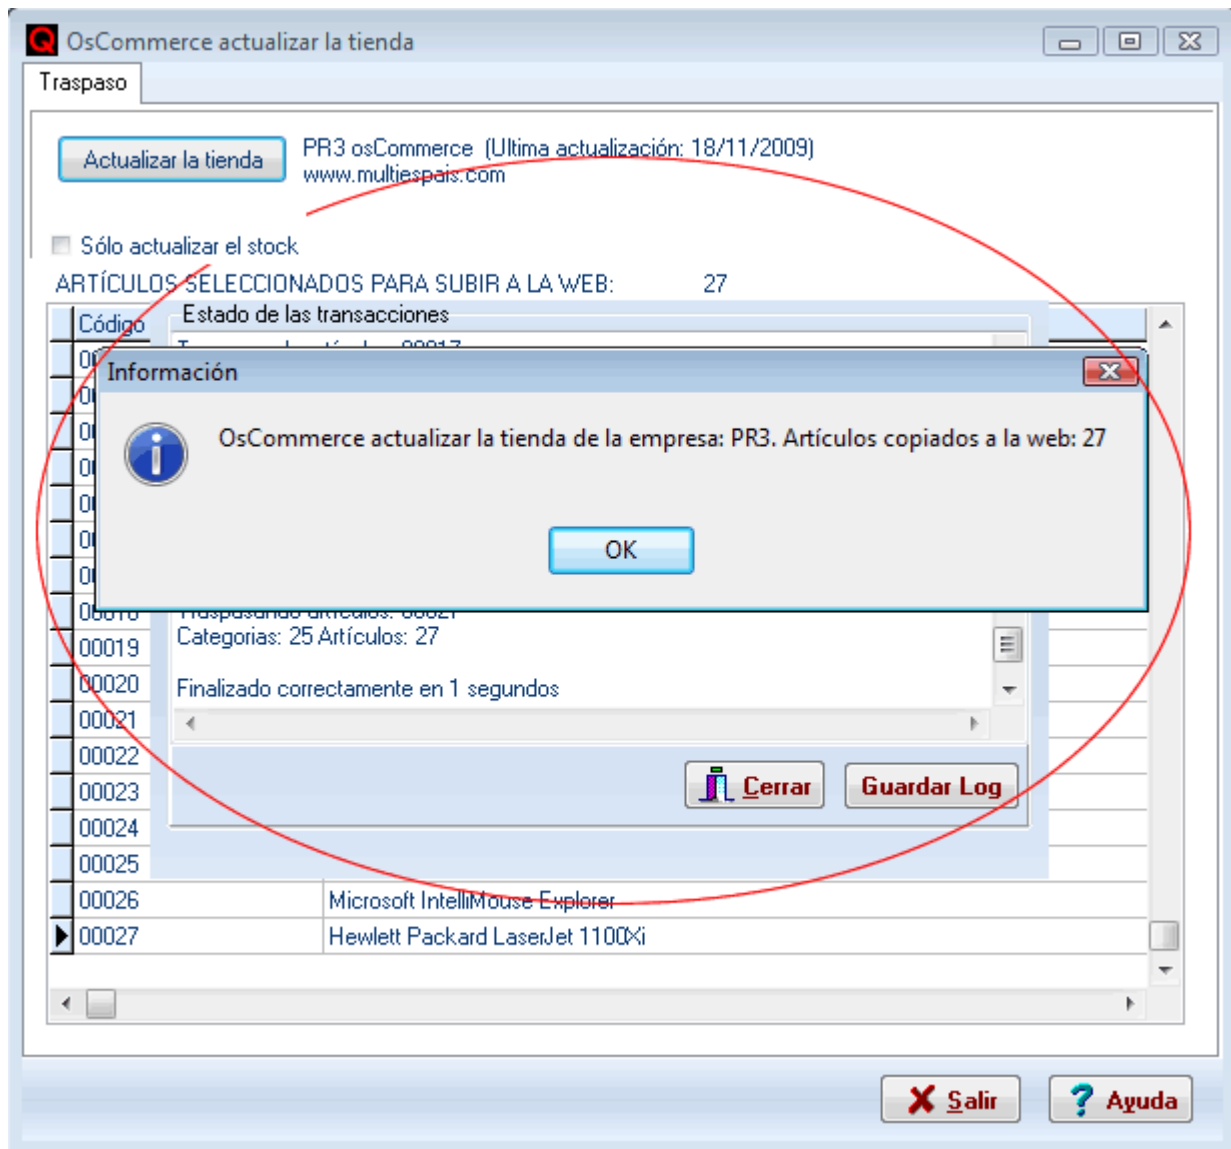 OsCommerce actualizar la tienda
Traspaso
Actualizar la tienda
PR3 osCommerce (Ultima actualización: 18/11/2009)
www.multiespais.com
Sólo actualizar el stock
ARTÍCULOS SELECCIONADOS PARA SUBIR A LA WEB: 27
Código
Estado de las transacciones
Información
OsCommerce actualizar la tienda de la empresa: PR3. Artículos copiados a la web: 27
OK
Categorias: 25 Artículos: 27
00019
00020
Finalizado correctamente en 1 segundos
00021
00022
00023
Cerrar
Guardar Log
00024
00025
00026 Microsoft IntelliMouse Explorer
00027 Hewlett Packard LaserJet 1100Xi
Salir
Ayuda